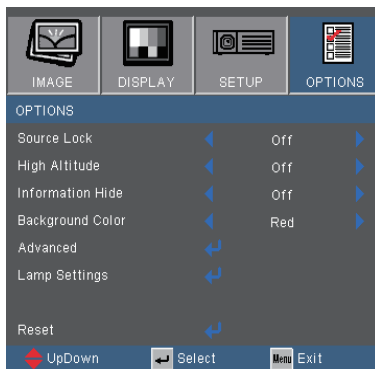 IMAGE DISPLAY SETUP OPTIONS
OPTIONS
Source Lock Off
High Altitude Off
Information Hide Off
Background Color Red
Advanced
Lamp Settings
Reset
UpDown Select Menu Exit